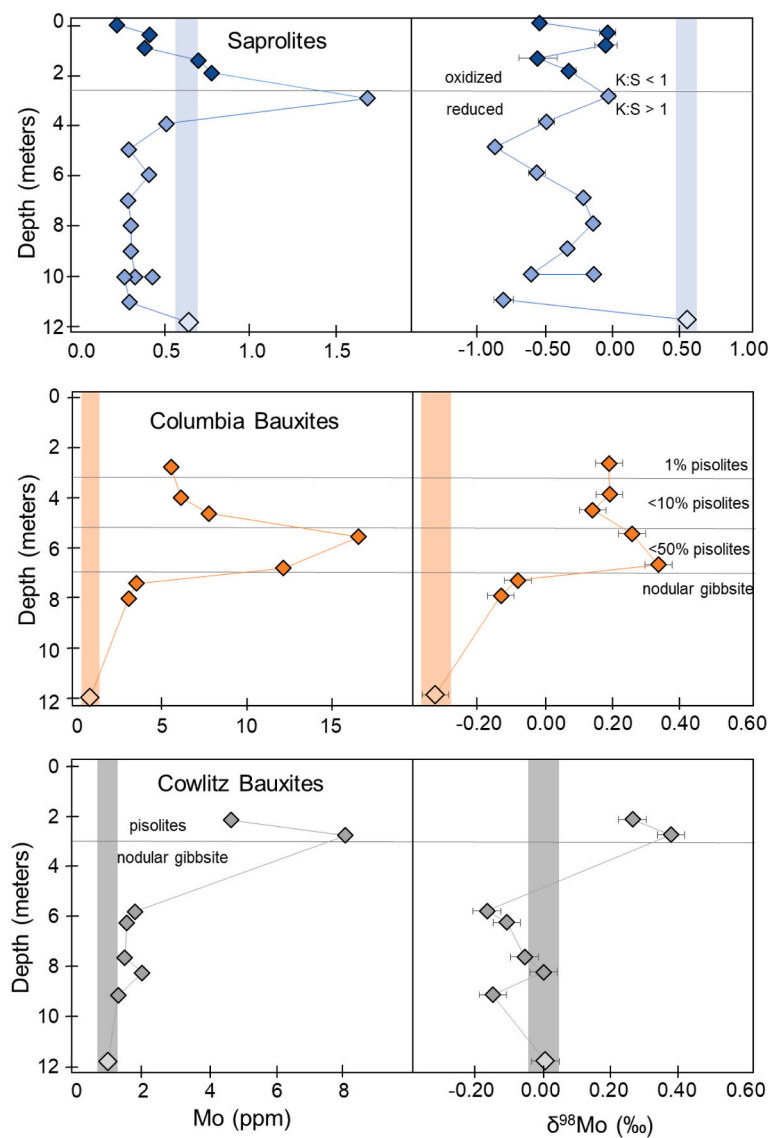 0
Saprolites
2
oxidized
K:S < 1
reduced
K:S > 1
4
6
8
10
12
Depth (meters)
0.0
0.5
1.0
1.5
-1.00
-0.50
0.00
0.50
1.00
0
Columbia Bauxites
2
1% pisolites
4
<10% pisolites
6
<50% pisolites
nodular gibbsite
8
10
12
Depth (meters)
0
5
10
15
-0.20
0.00
0.20
0.40
0.60
0
Cowlitz Bauxites
2
pisolites
nodular gibbsite
4
6
8
10
12
Depth (meters)
0
2
4
6
8
-0.20
0.00
0.20
0.40
0.60
Mo (ppm)
δ⁹⁸Mo (‰)